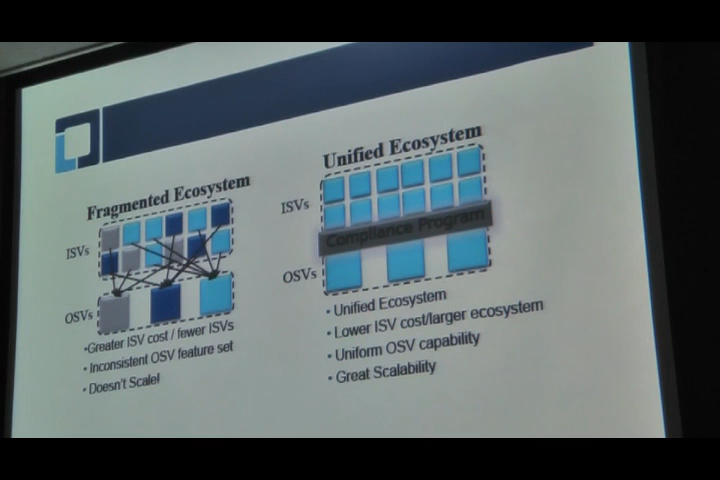 Fragmented Ecosystem
ISVs
OSVs
•Greater ISV cost / fewer ISVs
• Inconsistent OSV feature set
• Doesn't Scale!
Unified Ecosystem
ISVs
Compliance Program
OSVs
• Unified Ecosystem
• Lower ISV cost/larger ecosystem
• Uniform OSV capability
• Great Scalability